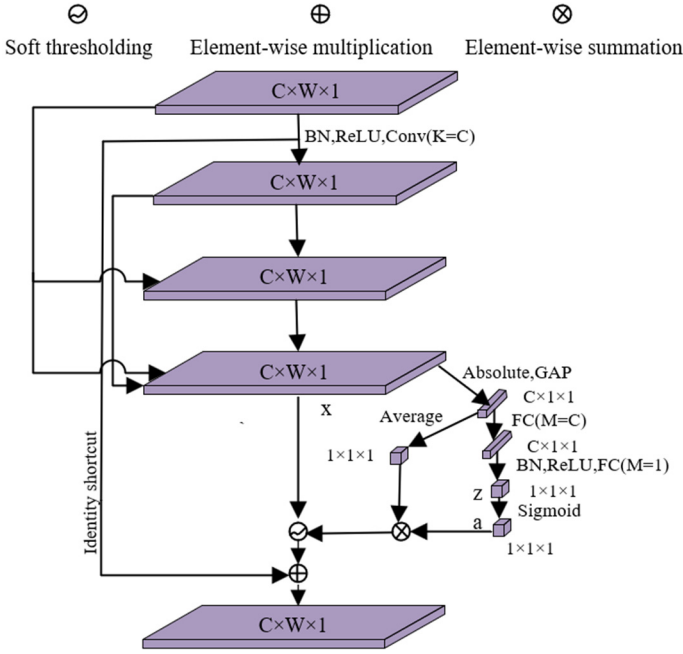 Soft thresholding
Element-wise multiplication
Element-wise summation
C×W×1
BN,ReLU,Conv(K=C)
C×W×1
C×W×1
C×W×1
Absolute,GAP
C×1×1
x
Average
FC(M=C)
1×1×1
C×1×1
BN,ReLU,FC(M=1)
z
1×1×1
Sigmoid
a
1×1×1
Identity shortcut
C×W×1